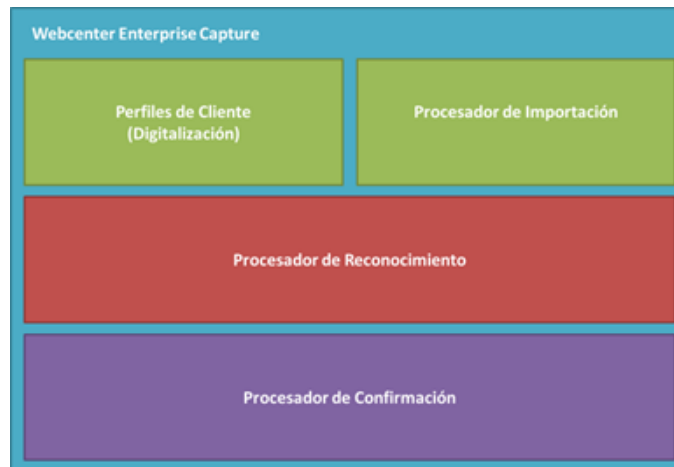 Webcenter Enterprise Capture
Perfiles de Cliente
(Digitalización)
Procesador de Importación
Procesador de Reconocimiento
Procesador de Confirmación